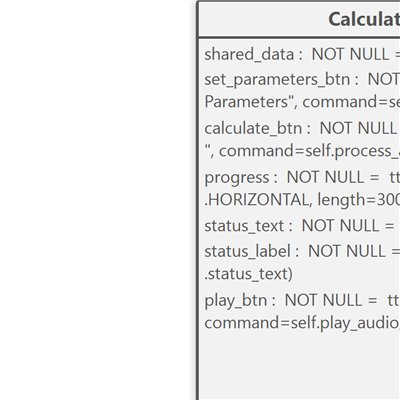 Calculat
shared_data :  NOT NULL =
set_parameters_btn :  NOT
Parameters", command=se
calculate_btn :  NOT NULL
", command=self.process_a
progress :  NOT NULL =  tt
.HORIZONTAL, length=300
status_text :  NOT NULL =
status_label :  NOT NULL =
.status_text)
play_btn :  NOT NULL =  tt
command=self.play_audio,